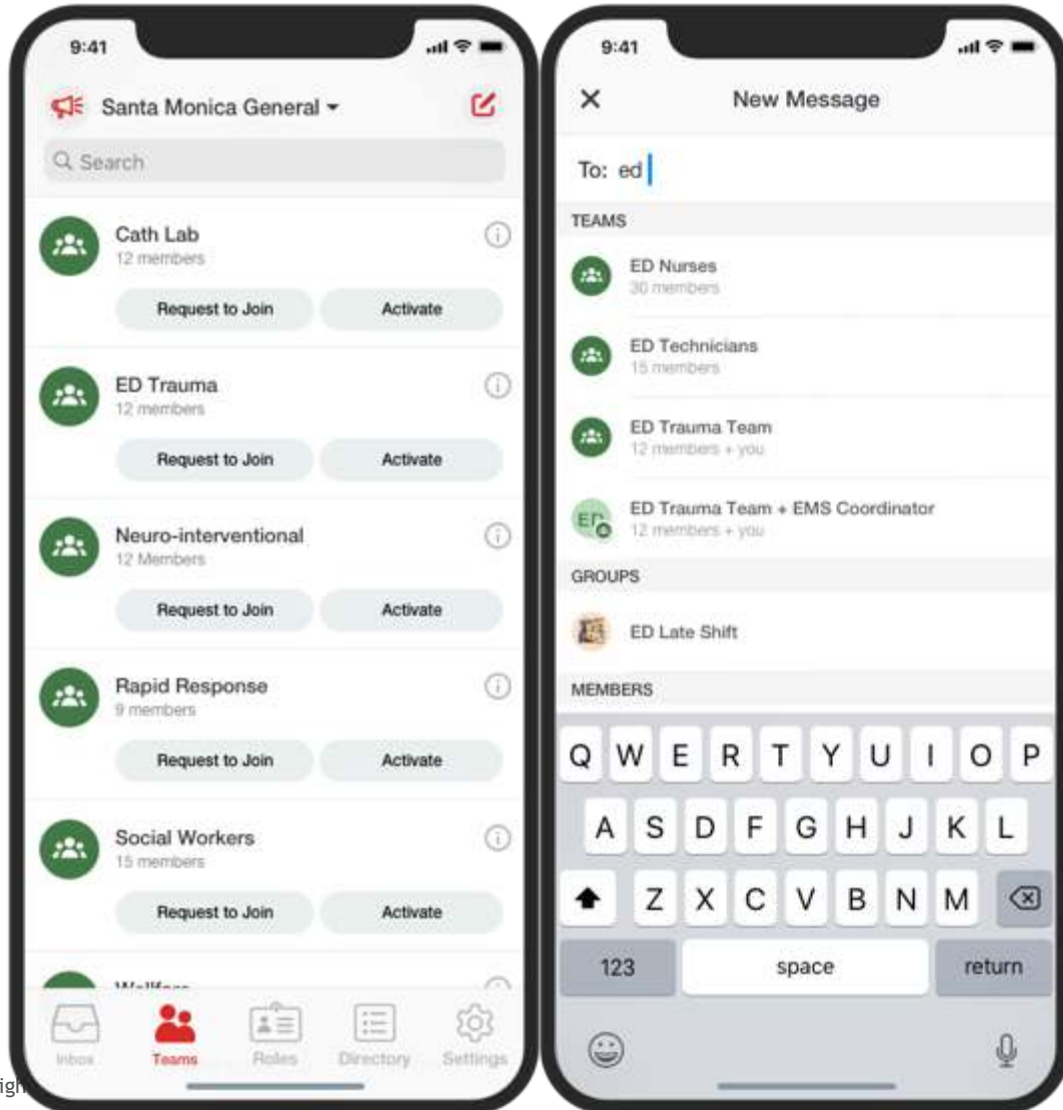 9:41
Santa Monica General
Search
Cath Lab
12 members
Request to Join Activate
ED Trauma
12 members
Request to Join Activate
Neuro-interventional
12 Members
Request to Join Activate
Rapid Response
9 members
Request to Join Activate
Social Workers
15 members
Request to Join Activate
Inbox Teams Roles Directory Settings
9:41
New Message
To: ed
TEAMS
ED Nurses
30 members
ED Technicians
15 members
ED Trauma Team
12 members + you
ED
ED Trauma Team + EMS Coordinator
12 members + you
GROUPS
ED Late Shift
MEMBERS
Q W E R T Y U I O P
A S D F G H J K L
Z X C V B N M
123 space return